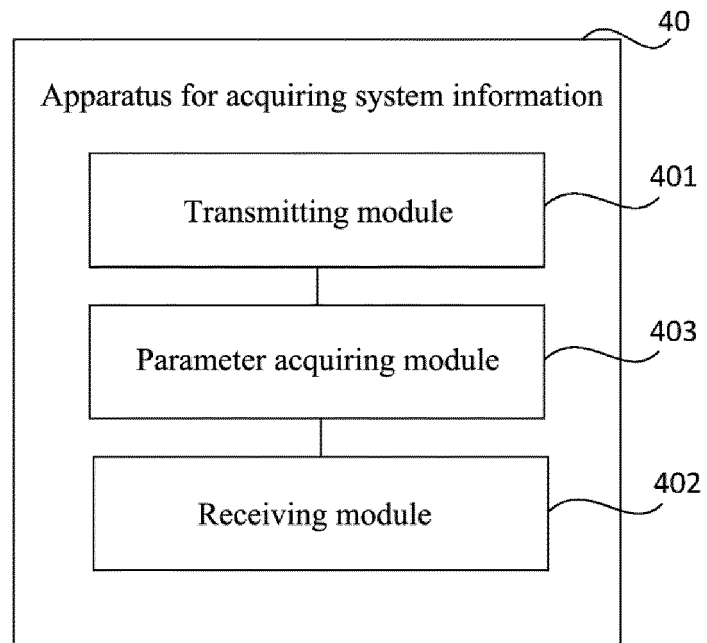 40
Apparatus for acquiring system information
401
Transmitting module
403
Parameter acquiring module
402
Receiving module